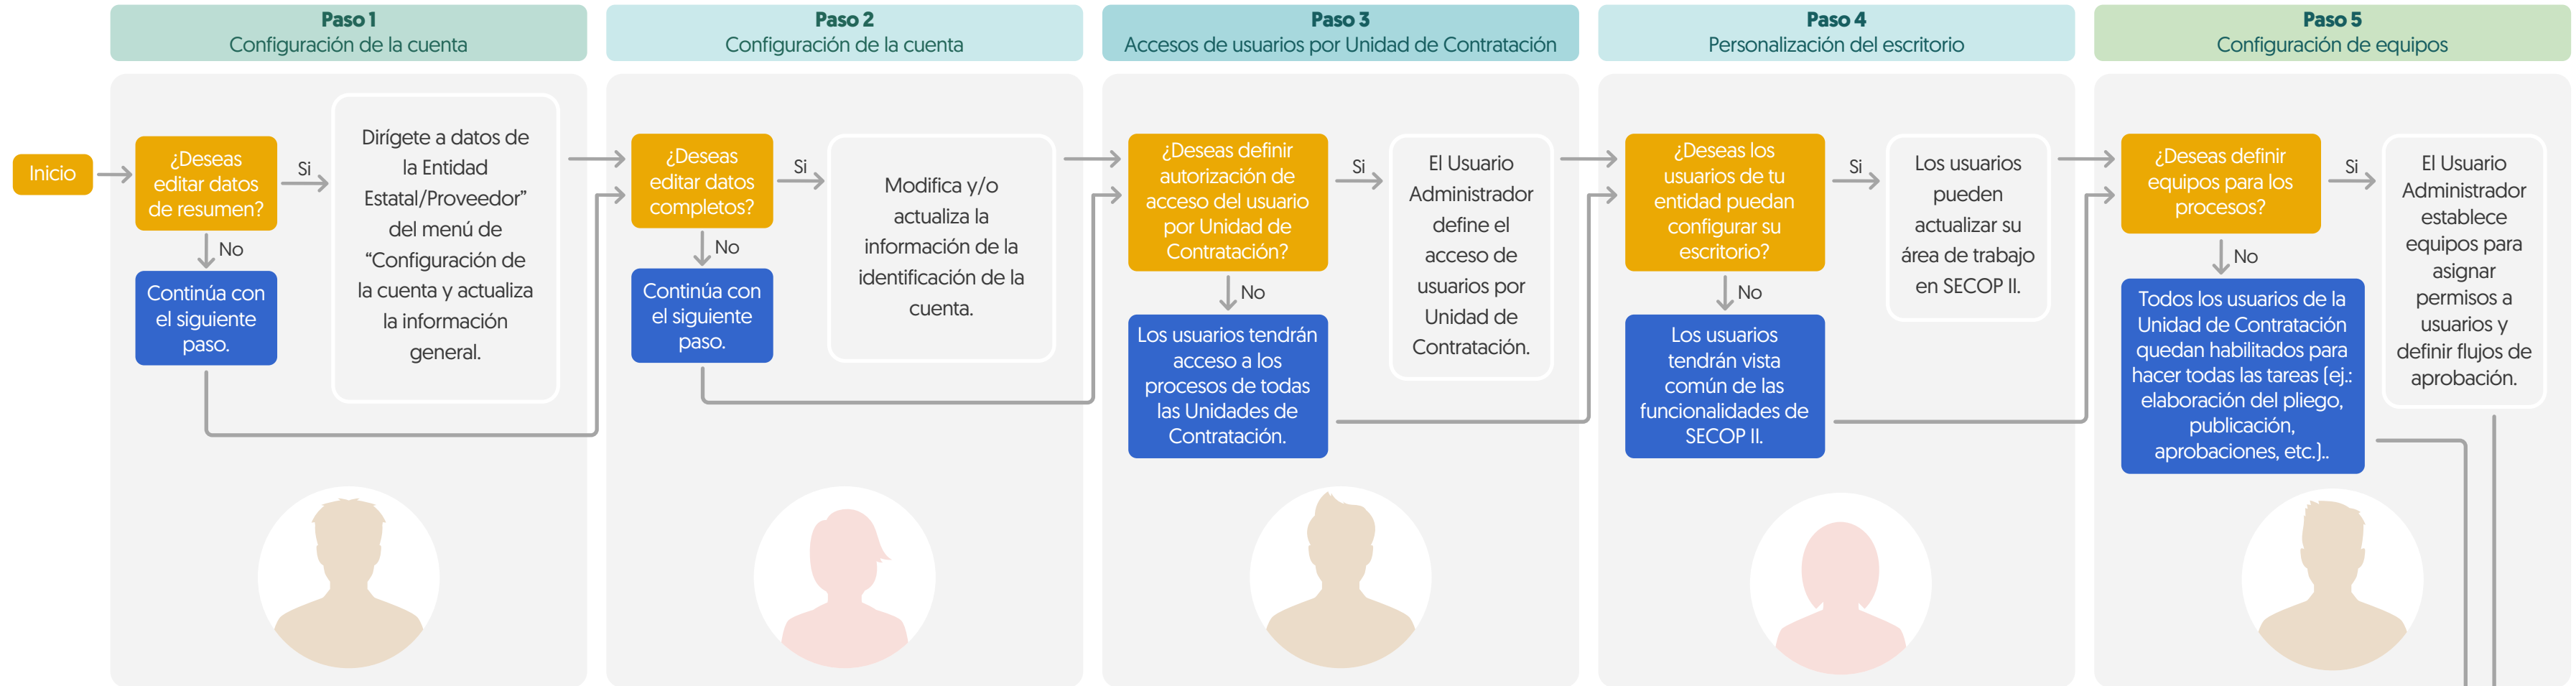 Paso 1
Configuración de la cuenta
Paso 2
Configuración de la cuenta
Paso 3
Accesos de usuarios por Unidad de Contratación
Paso 4
Personalización del escritorio
Paso 5
Configuración de equipos
Inicio
¿Deseas
editar datos
de resumen?
Si
Dirígete a datos de
la Entidad
Estatal/Proveedor”
del menú de
“Configuración de
la cuenta y actualiza
la información
general.
No
Continúa con
el siguiente
paso.
¿Deseas
editar datos
completos?
Si
Modifica y/o
actualiza la
información de la
identificación de la
cuenta.
No
Continúa con
el siguiente
paso.
¿Deseas definir
autorización de
acceso del usuario
por Unidad de
Contratación?
Si
El Usuario
Administrador
define el
acceso de
usuarios por
Unidad de
Contratación.
No
Los usuarios tendrán
acceso a los
procesos de todas
las Unidades de
Contratación.
¿Deseas los
usuarios de tu
entidad puedan
configurar su
escritorio?
Si
Los usuarios
pueden
actualizar su
área de trabajo
en SECOP II.
No
Los usuarios
tendrán vista
común de las
funcionalidades de
SECOP II.
¿Deseas definir
equipos para los
procesos?
Si
El Usuario
Administrador
establece
equipos para
asignar
permisos a
usuarios y
definir flujos de
aprobación.
No
Todos los usuarios de la
Unidad de Contratación
quedan habilitados para
hacer todas las tareas (ej.:
elaboración del pliego,
publicación,
aprobaciones, etc.)..